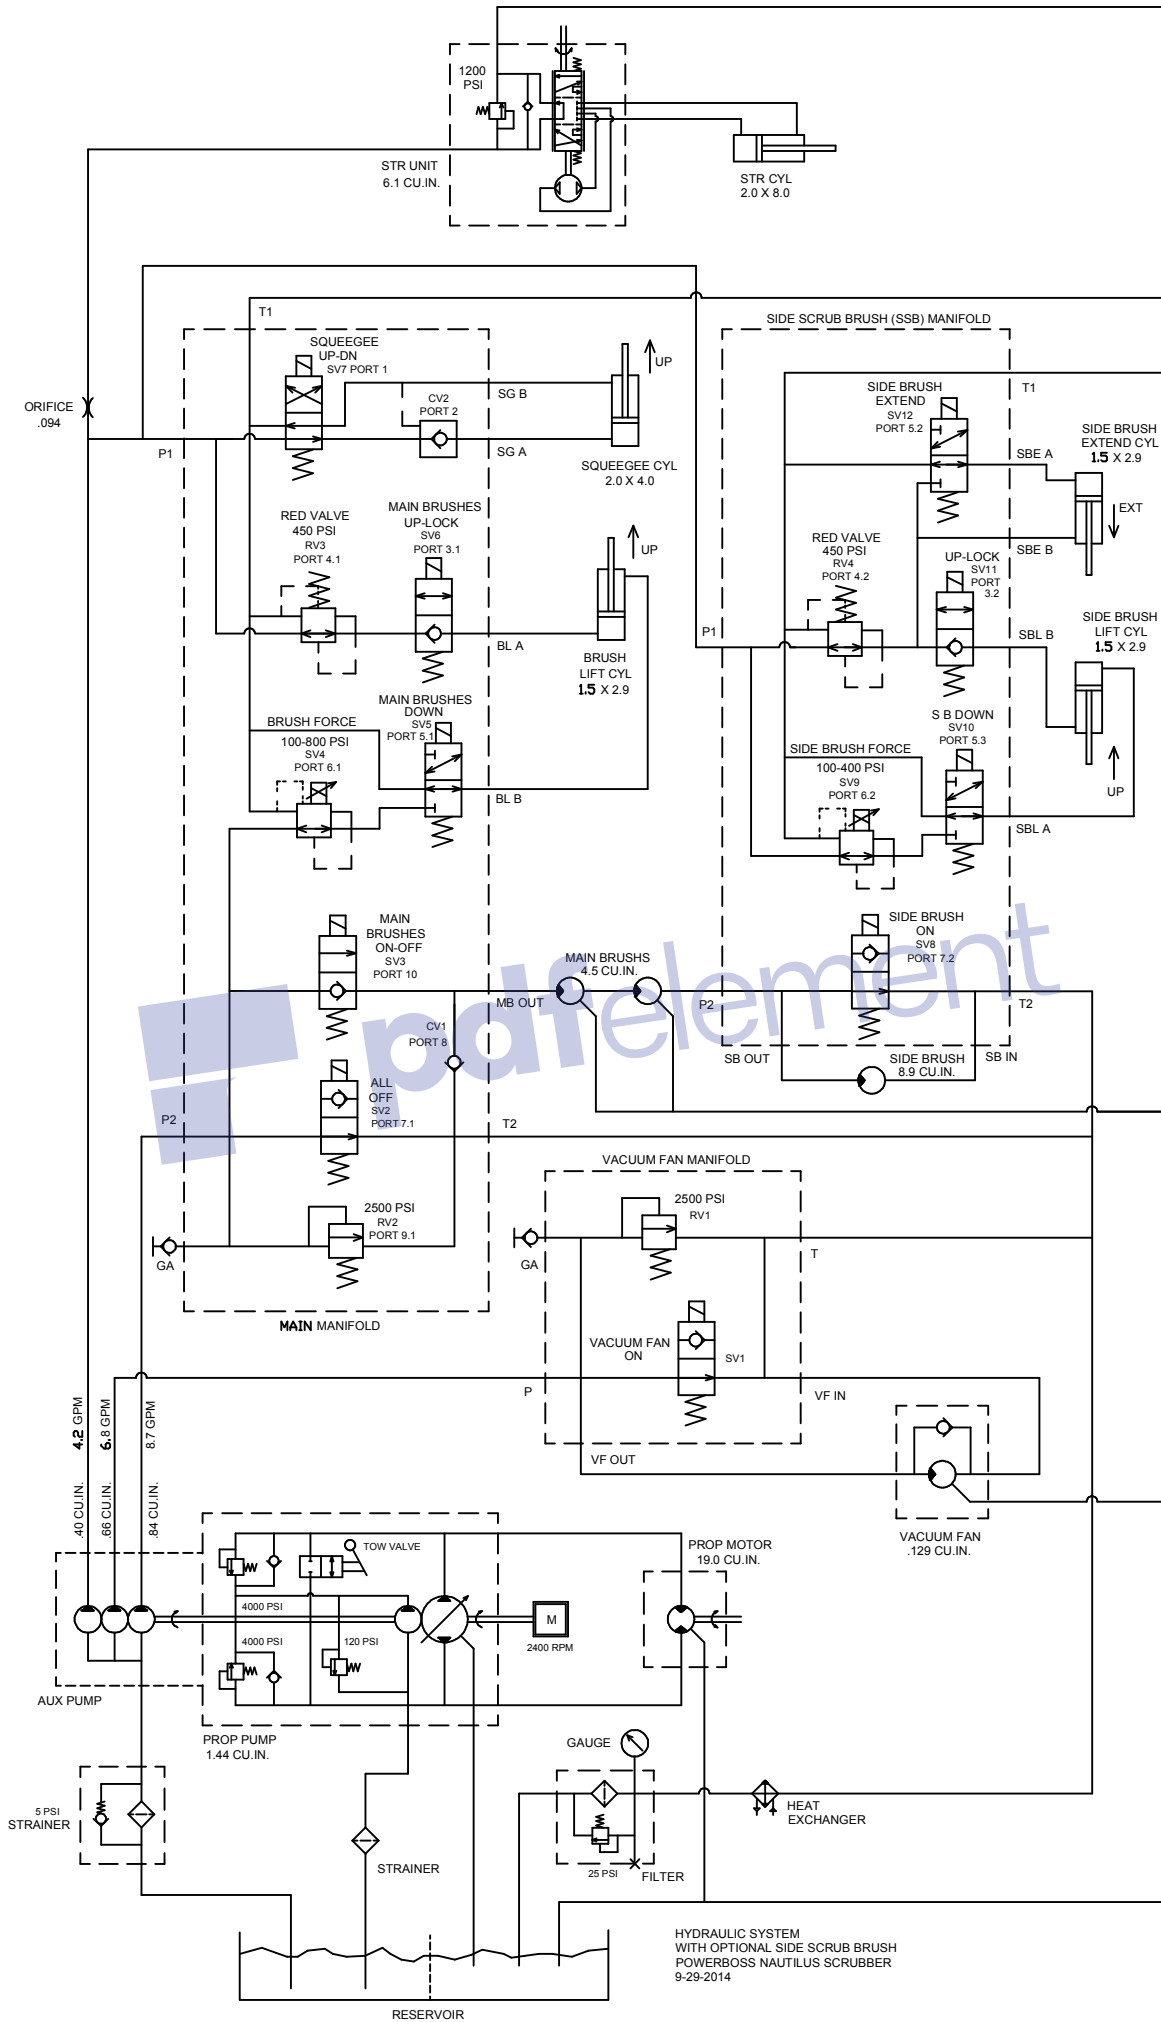 1200
PSI
STR UNIT
6.1 CU.IN.
STR CYL
2.0 X 8.0
T1
SIDE SCRUB BRUSH (SSB) MANIFOLD
SQUEEGEE
UP-DN
SV7 PORT 1
UP
SG B
CV2
PORT 2
SG A
ORIFICE
.094
P1
SQUEEGEE CYL
2.0 X 4.0
SIDE BRUSH
EXTEND
SV12
PORT 5.2
T1
SIDE BRUSH
EXTEND CYL
1.5 X 2.9
SBE A
EXT
SBE B
RED VALVE
450 PSI
RV3
PORT 4.1
MAIN BRUSHES
UP-LOCK
SV6
PORT 3.1
UP
BL A
BRUSH
LIFT CYL
1.5 X 2.9
RED VALVE
450 PSI
RV4
PORT 4.2
UP-LOCK
SV11
PORT
3.2
P1
SBL B
SIDE BRUSH
LIFT CYL
1.5 X 2.9
UP
MAIN BRUSHES
DOWN
SV5
PORT 5.1
BRUSH FORCE
100-800 PSI
SV4
PORT 6.1
BL B
S B DOWN
SV10
PORT 5.3
SIDE BRUSH FORCE
100-400 PSI
SV9
PORT 6.2
SBL A
MAIN
BRUSHES
ON-OFF
SV3
PORT 10
MAIN BRUSHS
4.5 CU.IN.
SIDE BRUSH
ON
SV8
PORT 7.2
MB OUT
P2
T2
CV1
PORT 8
SB OUT
SIDE BRUSH
8.9 CU.IN.
SB IN
ALL
OFF
SV2
PORT 7.1
P2
T2
pdfelement
VACUUM FAN MANIFOLD
2500 PSI
RV2
PORT 9.1
GA
MAIN MANIFOLD
2500 PSI
RV1
GA
T
VACUUM FAN
ON
SV1
P
VF IN
VF OUT
VACUUM FAN
.129 CU.IN.
4.2 GPM
6.8 GPM
8.7 GPM
.40 CU.IN.
.66 CU.IN.
.84 CU.IN.
TOW VALVE
PROP MOTOR
19.0 CU.IN.
4000 PSI
4000 PSI
120 PSI
M
2400 RPM
AUX PUMP
PROP PUMP
1.44 CU.IN.
GAUGE
5 PSI
STRAINER
STRAINER
25 PSI
FILTER
HEAT
EXCHANGER
RESERVOIR
HYDRAULIC SYSTEM
WITH OPTIONAL SIDE SCRUB BRUSH
POWERBOSS NAUTILUS SCRUBBER
9-29-2014